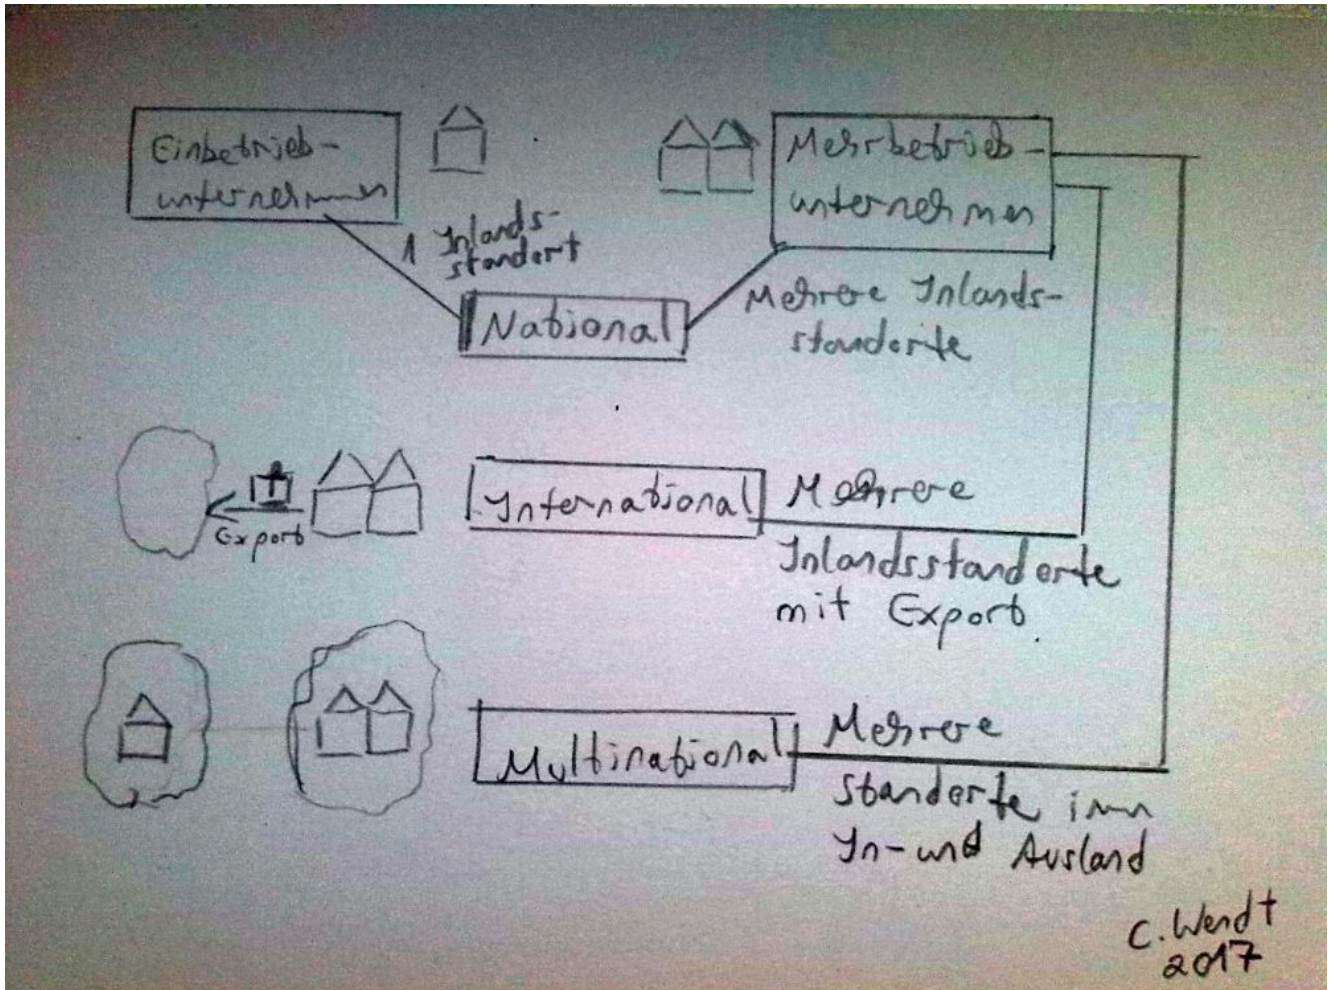 Einbetrieb-
unternehmen
1 Inlands-
standort
Mehrbetrieb-
unternehmen
National
Mehrere Inlands-
standorte
Export
International
Mehrere
Inlandsstandorte
mit Export.
Multinational
Mehrere
Standorte im
In- und Ausland
C. Wendt
2017